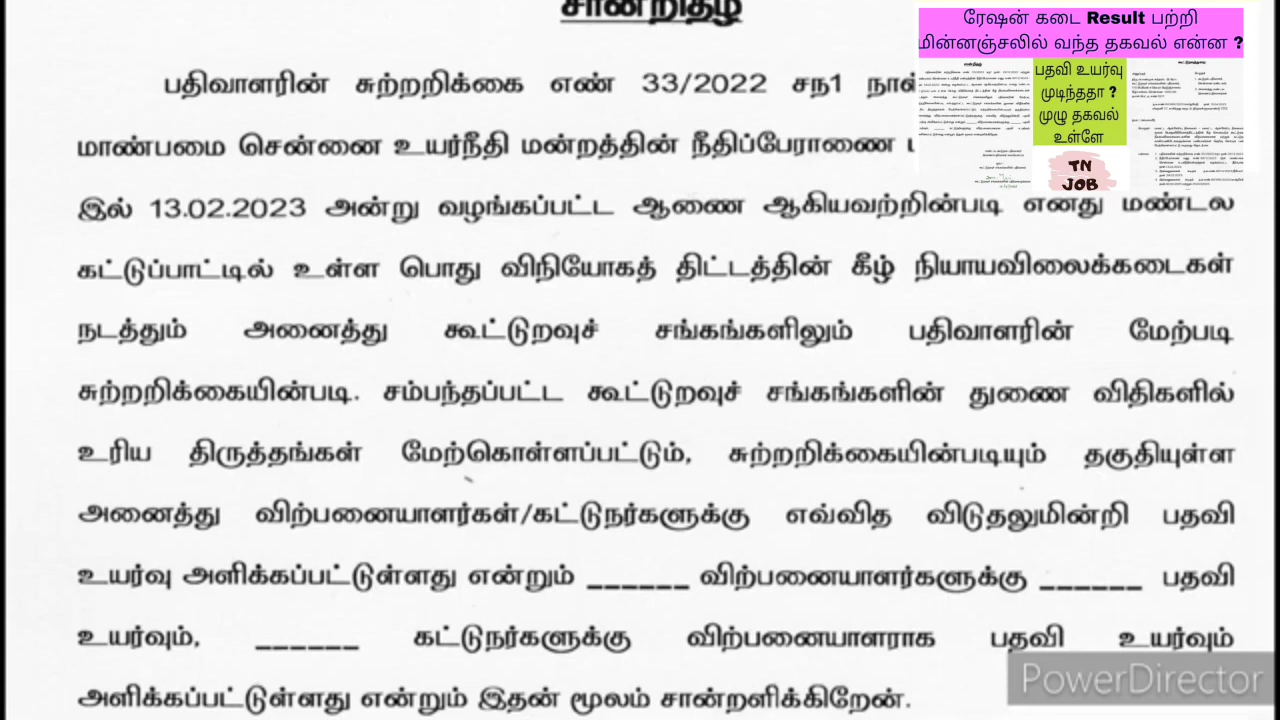 சான்றிதழ்
பதிவாளரின் சுற்றறிக்கை எண் 33/2022 சந1 நாள்
மாண்பமை சென்னை உயர்நீதி மன்றத்தின் நீதிப்பேராணை
இல் 13.02.2023 அன்று வழங்கப்பட்ட ஆணை ஆகியவற்றின்படி எனது மண்டல
கட்டுப்பாட்டில் உள்ள பொது விநியோகத் திட்டத்தின் கீழ் நியாயவிலைக்கடைகள்
நடத்தும் அனைத்து கூட்டுறவுச் சங்கங்களிலும் பதிவாளரின் மேற்படி
சுற்றறிக்கையின்படி. சம்பந்தப்பட்ட கூட்டுறவுச் சங்கங்களின் துணை விதிகளில்
உரிய திருத்தங்கள் மேற்கொள்ளப்பட்டும், சுற்றறிக்கையின்படியும் தகுதியுள்ள
அனைத்து விற்பனையாளர்கள்/கட்டுநர்களுக்கு எவ்வித விடுதலுமின்றி பதவி
உயர்வு அளிக்கப்பட்டுள்ளது என்றும் ______ விற்பனையாளர்களுக்கு ______ பதவி
உயர்வும், ______ கட்டுநர்களுக்கு விற்பனையாளராக பதவி உயர்வும்
அளிக்கப்பட்டுள்ளது என்றும் இதன் மூலம் சான்றளிக்கிறேன்.
ரேஷன் கடை Result பற்றி
மின்னஞ்சலில் வந்த தகவல் என்ன ?
பதவி உயர்வு
முடிந்ததா ?
முழு தகவல்
உள்ளே
TN
JOB
PowerDirector